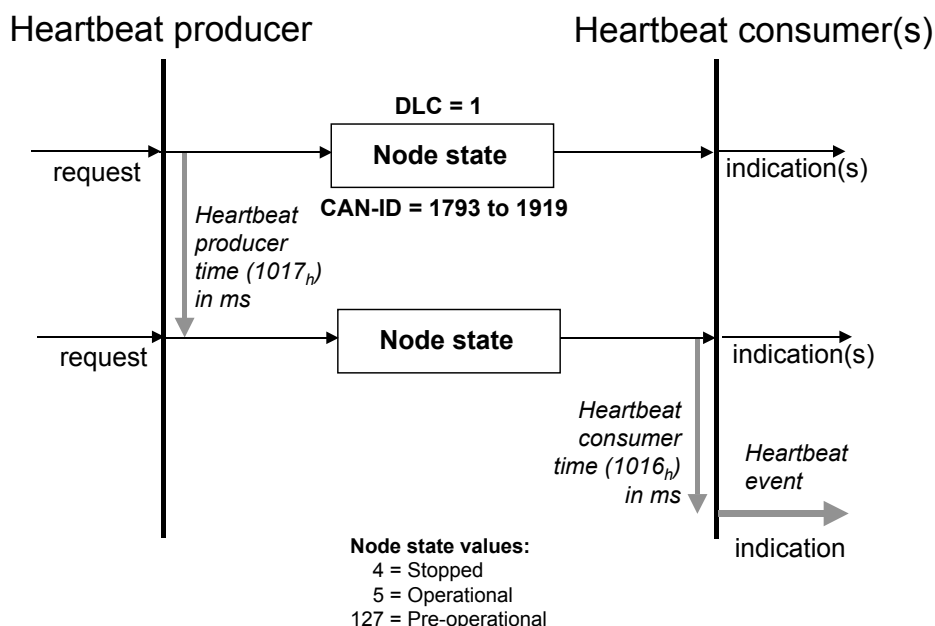 Heartbeat producer
Heartbeat consumer(s)
DLC = 1
Node state
request
indication(s)
CAN-ID = 1793 to 1919
Heartbeat
producer
time (1017h)
in ms
Node state
request
indication(s)
Heartbeat
consumer
time (1016h)
in ms
Heartbeat
event
indication
Node state values:
4 = Stopped
5 = Operational
127 = Pre-operational